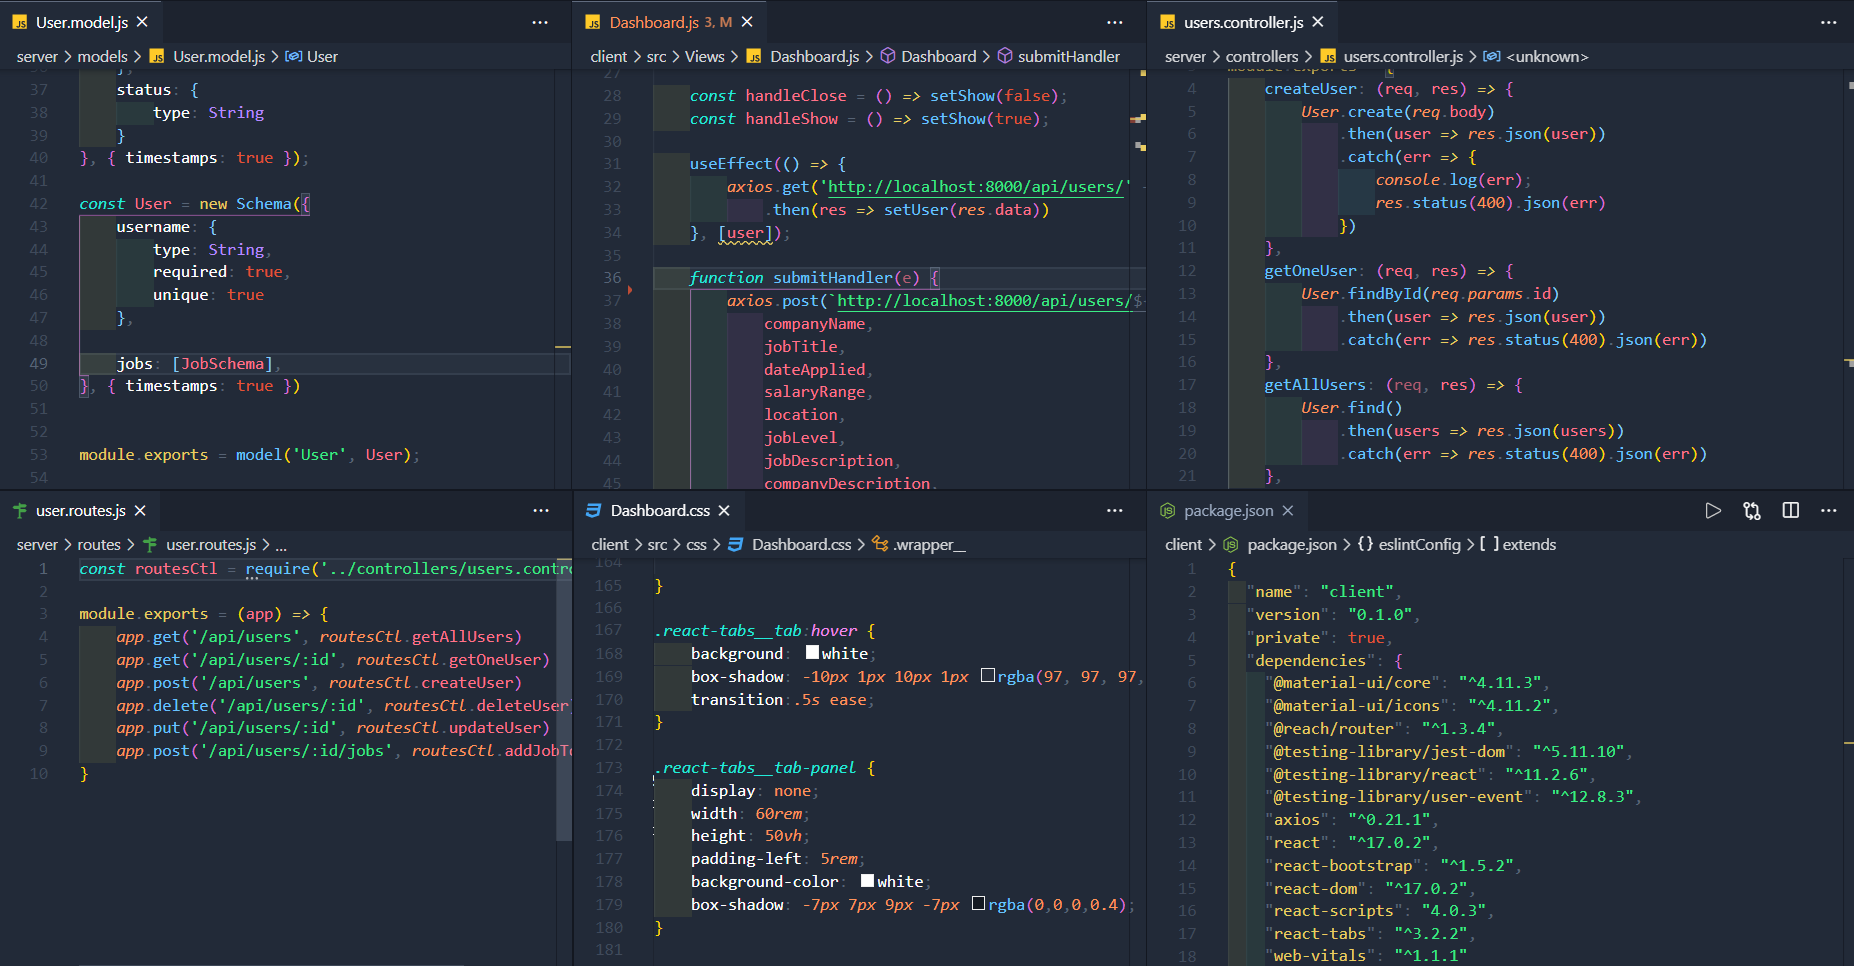 User.model.js
server > models > User.model.js > User
37 status: {
38 type: String
39 }
40 }, { timestamps: true });
41
42 const User = new Schema({
43 username: {
44 type: String,
45 required: true,
46 unique: true
47 },
48
49 jobs: [JobSchema],
50 }, { timestamps: true })
51
52
53 module.exports = model('User', User);
54
Dashboard.js 3, M
client > src > Views > Dashboard.js > Dashboard > submitHandler
27
28 const handleClose = () => setShow(false);
29 const handleShow = () => setShow(true);
30
31 useEffect(() => {
32 axios.get('http://localhost:8000/api/users/'
33 .then(res => setUser(res.data))
34 }, [user]);
35
36 function submitHandler(e) {
37 axios.post(`http://localhost:8000/api/users/$
38 companyName,
39 jobTitle,
40 dateApplied,
41 salaryRange,
42 location,
43 jobLevel,
44 jobDescription,
45 companyDescription,
users.controller.js
server > controllers > users.controller.js > <unknown>
module.exports = {
4 createUser: (req, res) => {
5 User.create(req.body)
6 .then(user => res.json(user))
7 .catch(err => {
8 console.log(err);
9 res.status(400).json(err)
10 })
11 },
12 getOneUser: (req, res) => {
13 User.findById(req.params.id)
14 .then(user => res.json(user))
15 .catch(err => res.status(400).json(err))
16 },
17 getAllUsers: (req, res) => {
18 User.find()
19 .then(users => res.json(users))
20 .catch(err => res.status(400).json(err))
21 },
user.routes.js
server > routes > user.routes.js > ...
1 const routesCtl = require('../controllers/users.contro
2
3 module.exports = (app) => {
4 app.get('/api/users', routesCtl.getAllUsers)
5 app.get('/api/users/:id', routesCtl.getOneUser)
6 app.post('/api/users', routesCtl.createUser)
7 app.delete('/api/users/:id', routesCtl.deleteUser)
8 app.put('/api/users/:id', routesCtl.updateUser)
9 app.post('/api/users/:id/jobs', routesCtl.addJobTo
10 }
Dashboard.css
client > src > css > Dashboard.css > .wrapper__
164
165 }
166
167 .react-tabs__tab:hover {
168 background: white;
169 box-shadow: -10px 1px 10px 1px rgba(97, 97, 97,
170 transition:.5s ease;
171 }
172
173 .react-tabs__tab-panel {
174 display: none;
175 width: 60rem;
176 height: 50vh;
177 padding-left: 5rem;
178 background-color: white;
179 box-shadow: -7px 7px 9px -7px rgba(0,0,0,0.4);
180 }
181
package.json
client > package.json > {} eslintConfig > [ ] extends
1 {
2 "name": "client",
3 "version": "0.1.0",
4 "private": true,
5 "dependencies": {
6 "@material-ui/core": "^4.11.3",
7 "@material-ui/icons": "^4.11.2",
8 "@reach/router": "^1.3.4",
9 "@testing-library/jest-dom": "^5.11.10",
10 "@testing-library/react": "^11.2.6",
11 "@testing-library/user-event": "^12.8.3",
12 "axios": "^0.21.1",
13 "react": "^17.0.2",
14 "react-bootstrap": "^1.5.2",
15 "react-dom": "^17.0.2",
16 "react-scripts": "4.0.3",
17 "react-tabs": "^3.2.2",
18 "web-vitals": "^1.1.1"